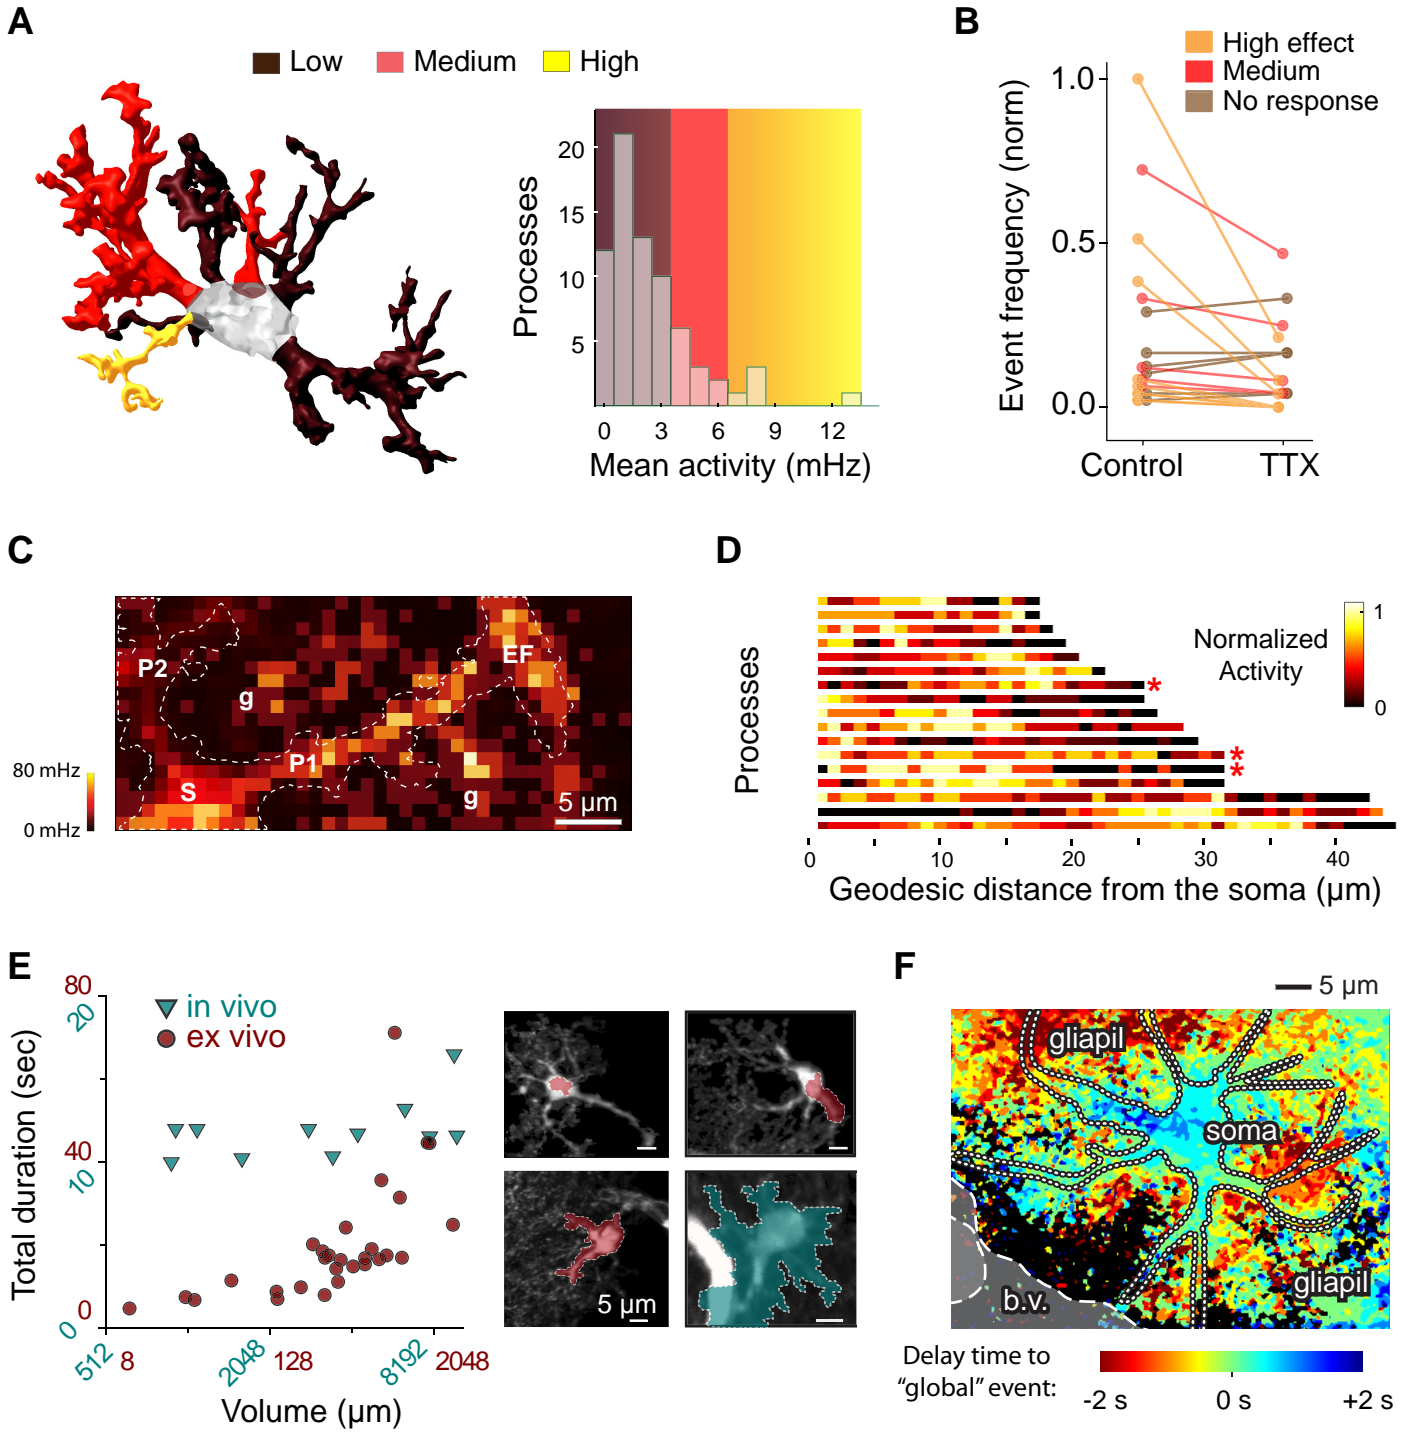 A
Low
Medium
High
Processes
20
15
10
5
0
3
6
9
12
Mean activity (mHz)
B
High effect
Medium
No response
Event frequency (norm)
1.0
0.5
0.0
Control
TTX
C
P2
EF
g
P1
S
g
5 µm
80 mHz
0 mHz
D
Processes
Normalized
Activity
1
0
*
*
*
0
10
20
30
40
Geodesic distance from the soma (µm)
E
Total duration (sec)
80
20
40
10
0
0
in vivo
ex vivo
512
8
2048
128
8192
2048
Volume (µm)
5 µm
F
5 µm
gliapil
soma
gliapil
b.v.
Delay time to
“global” event:
-2 s
0 s
+2 s